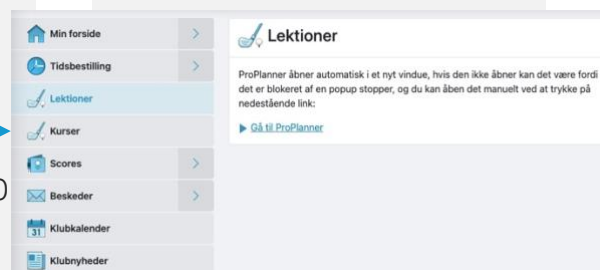 Min forside
Tidsbestilling
Lektioner
Kurser
Scores
Beskeder
31
Klubkalender
Klubnyheder
Lektioner
ProPlanner åbner automatisk i et nyt vindue, hvis den ikke åbner kan det være fordi
det er blokeret af en popup stopper, og du kan åben det manuelt ved at trykke på
nedestående link:
Gå til ProPlanner